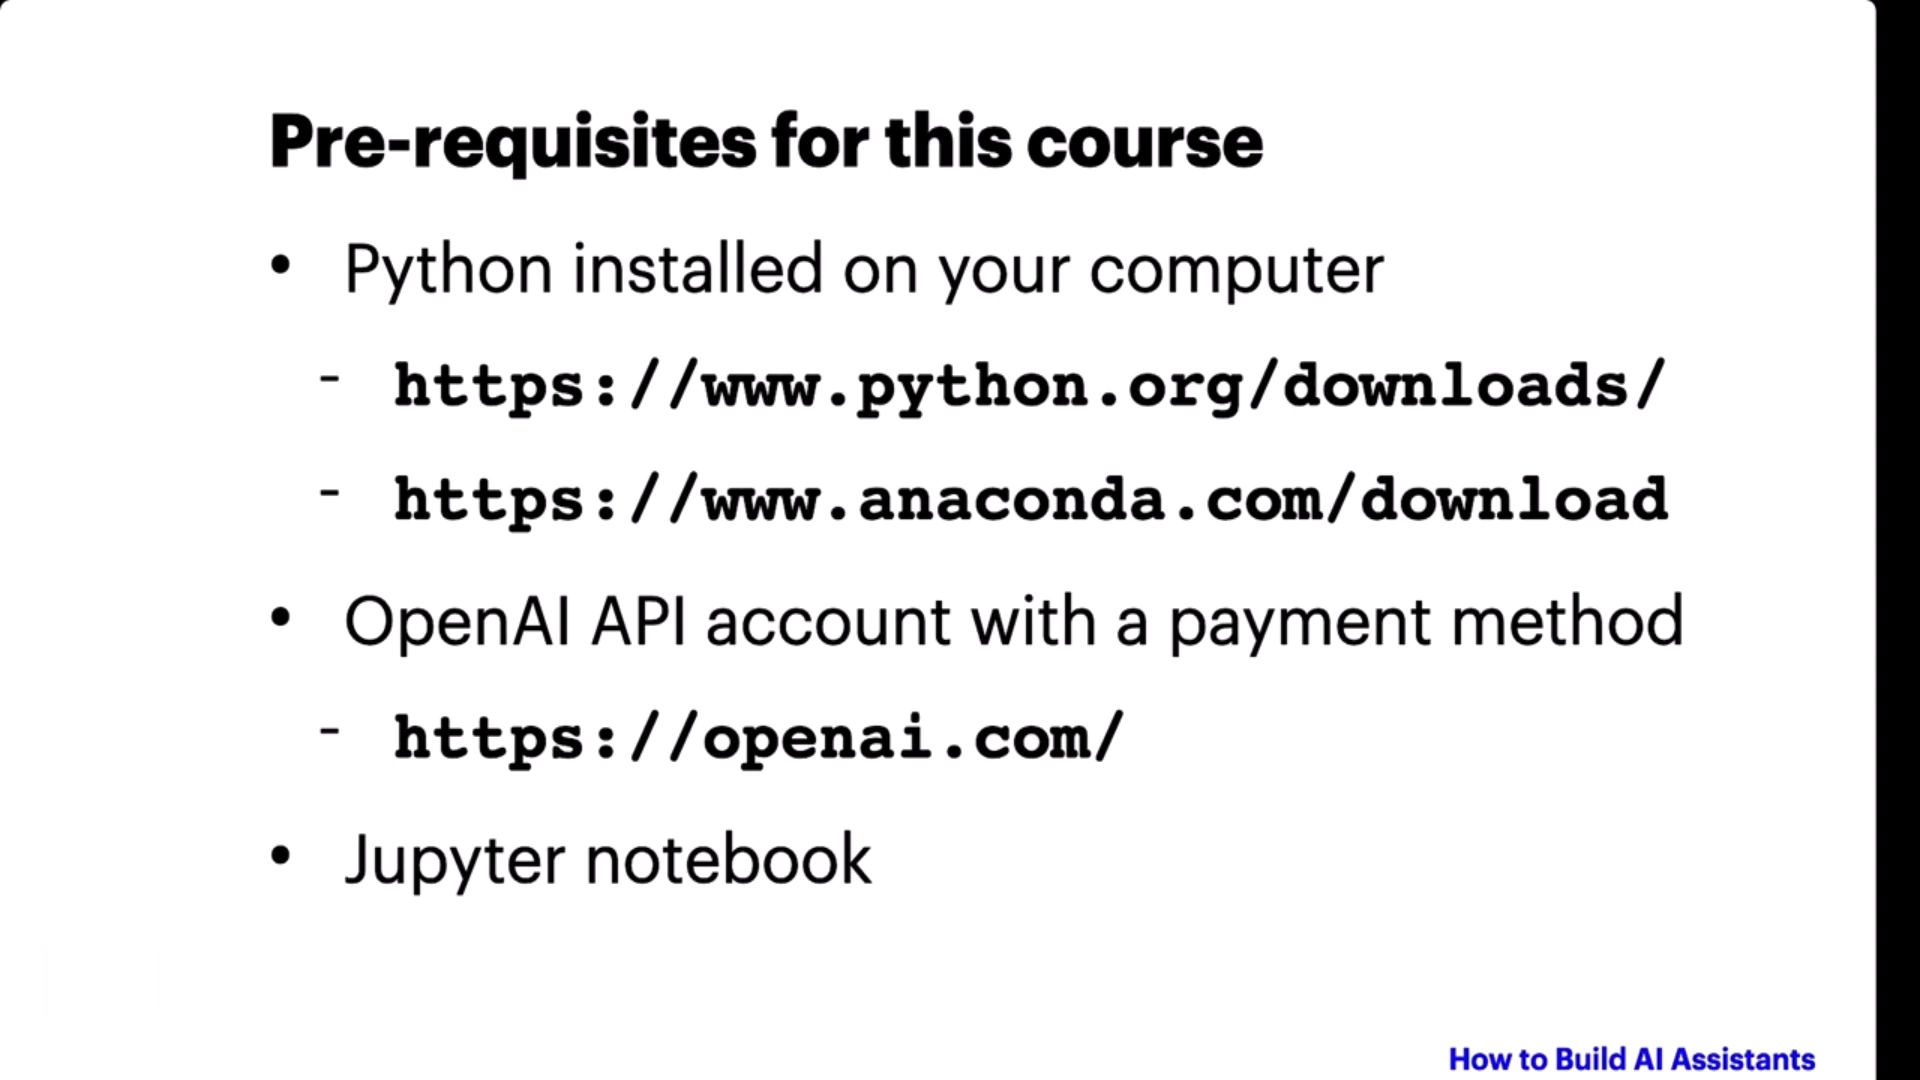 Pre-requisites for this course
• Python installed on your computer
- https://www.python.org/downloads/
- https://www.anaconda.com/download
• OpenAI API account with a payment method
- https://openai.com/
• Jupyter notebook
How to Build AI Assistants